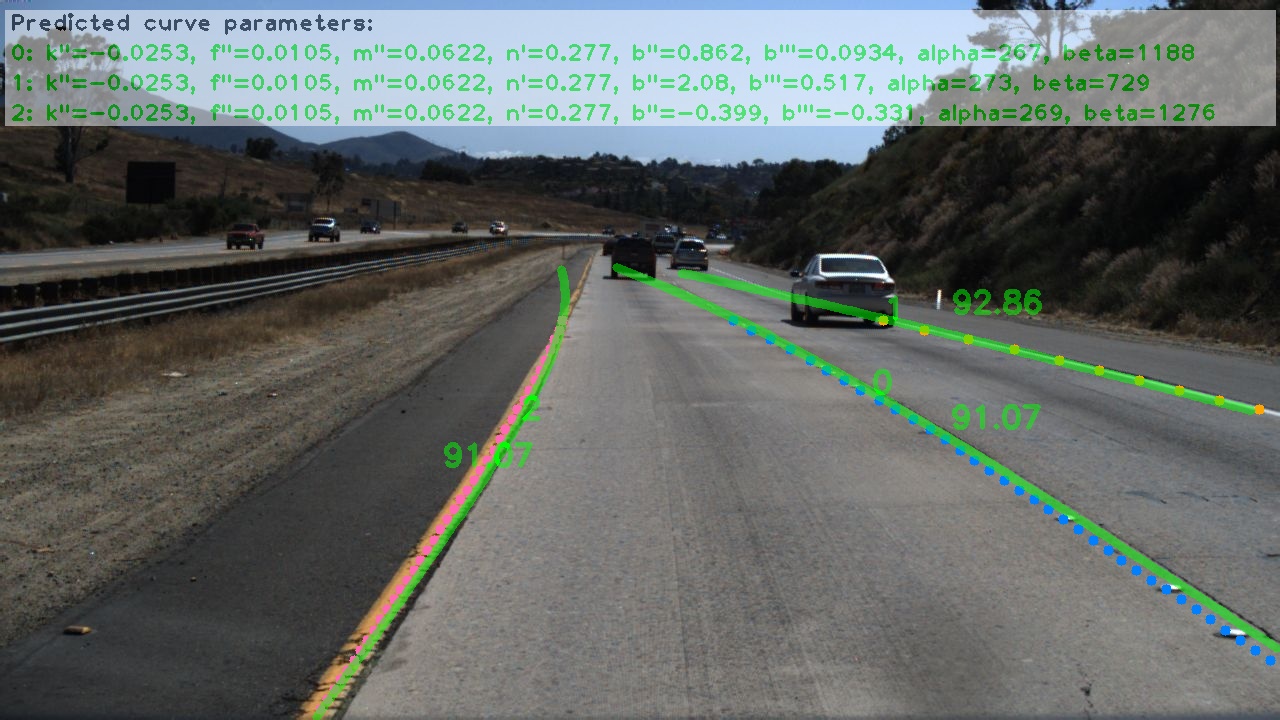 Predicted curve parameters:
0: k''=-0.0253, f''=0.0105, m''=0.0622, n'=0.277, b''=0.862, b'''=0.0934, alpha=267, beta=1188
1: k''=-0.0253, f''=0.0105, m''=0.0622, n'=0.277, b''=2.08, b'''=0.517, alpha=273, beta=729
2: k''=-0.0253, f''=0.0105, m''=0.0622, n'=0.277, b''=-0.399, b'''=-0.331, alpha=269, beta=1276
1
92.86
0
91.07
2
91.07